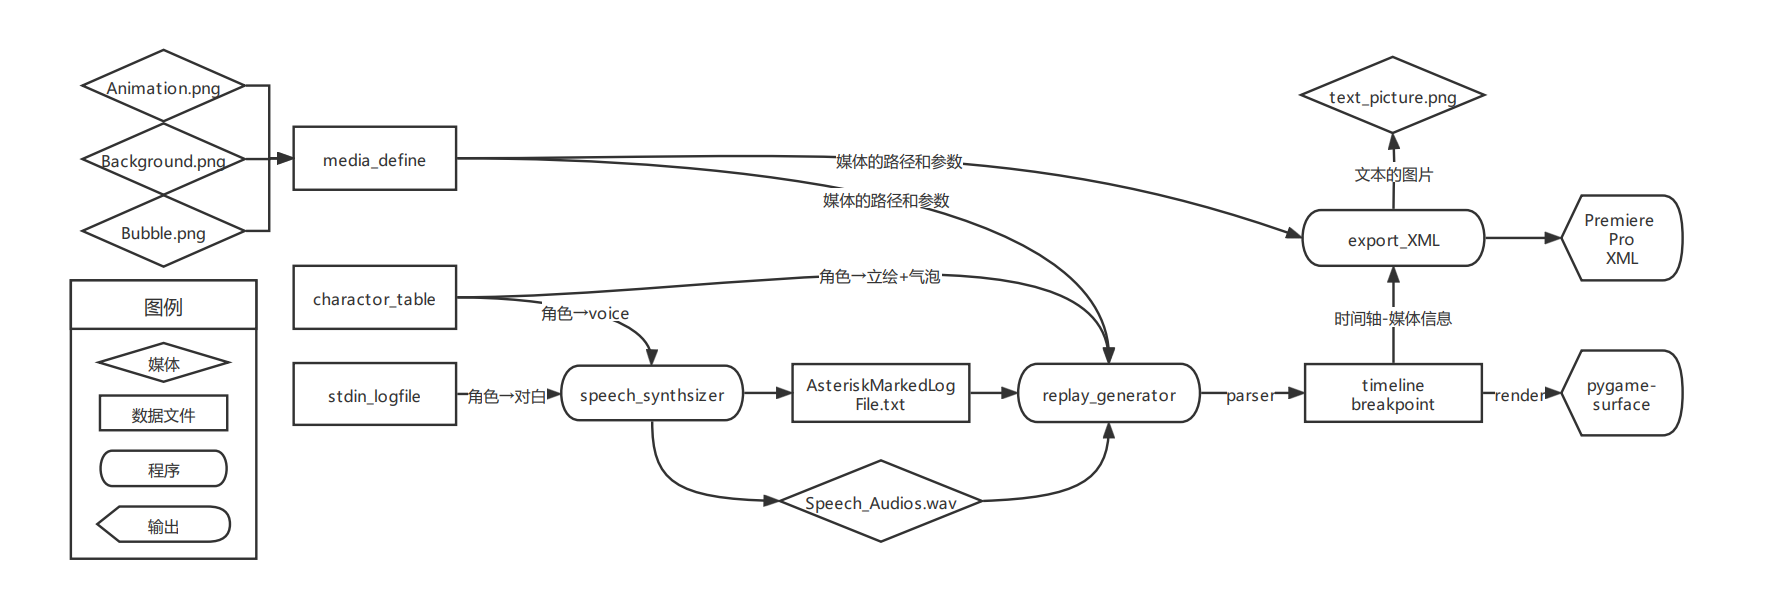 Animation.png
Background.png
Bubble.png
media_define
媒体的路径和参数
媒体的路径和参数
text_picture.png
文本的图片
export_XML
Premiere
Pro
XML
图例
媒体
数据文件
程序
输出
charactor_table
角色→立绘+气泡
角色→voice
时间轴-媒体信息
stdin_logfile
角色→对白
speech_synthsizer
AsteriskMarkedLog
File.txt
replay_generator
parser
timeline
breakpoint
render
pygame-
surface
Speech_Audios.wav